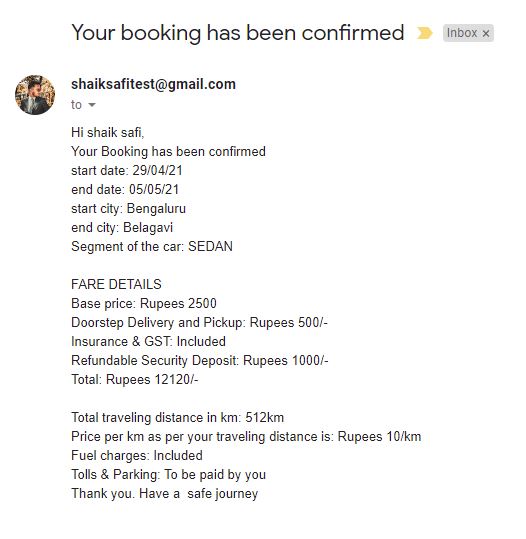 Your booking has been confirmed Inbox ×
shaiksafitest@gmail.com
to
Hi shaik safi,
Your Booking has been confirmed
start date: 29/04/21
end date: 05/05/21
start city: Bengaluru
end city: Belagavi
Segment of the car: SEDAN
FARE DETAILS
Base price: Rupees 2500
Doorstep Delivery and Pickup: Rupees 500/-
Insurance & GST: Included
Refundable Security Deposit: Rupees 1000/-
Total: Rupees 12120/-
Total traveling distance in km: 512km
Price per km as per your traveling distance is: Rupees 10/km
Fuel charges: Included
Tolls & Parking: To be paid by you
Thank you. Have a  safe journey